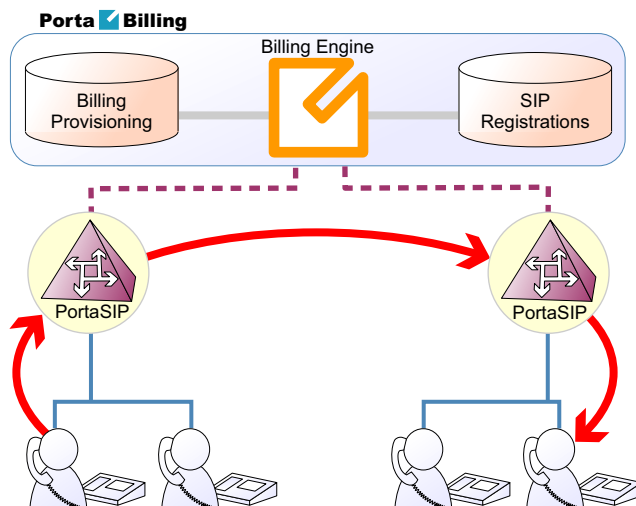 Porta Billing
Billing Engine
Billing
Provisioning
SIP
Registrations
PortaSIP
PortaSIP